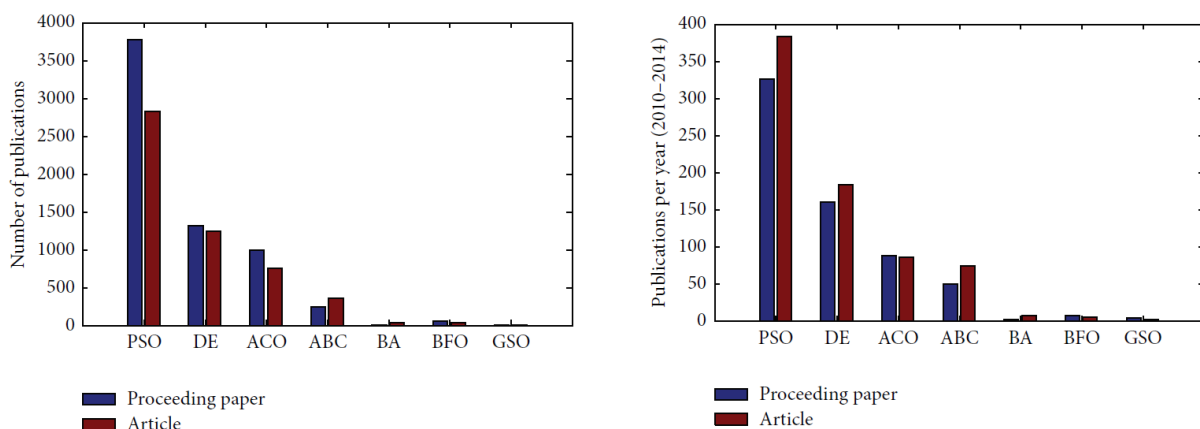 Number of publications
4000
3500
3000
2500
2000
1500
1000
500
0
PSO DE ACO ABC BA BFO GSO
Proceeding paper
Article
Publications per year (2010–2014)
400
350
300
250
200
150
100
50
0
PSO DE ACO ABC BA BFO GSO
Proceeding paper
Article